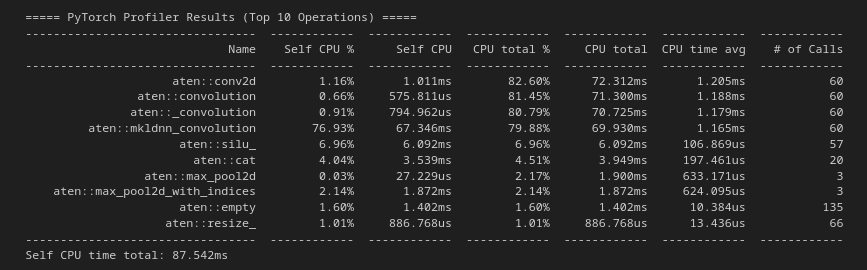 ===== PyTorch Profiler Results (Top 10 Operations) =====
--------------------------------  ------------  ------------  ------------  ------------  ------------  ------------
Name    Self CPU %      Self CPU   CPU total %     CPU total  CPU time avg    # of Calls
--------------------------------  ------------  ------------  ------------  ------------  ------------  ------------
aten::conv2d         1.16%       1.011ms        82.60%      72.312ms       1.205ms            60
aten::convolution         0.66%     575.811us        81.45%      71.300ms       1.188ms            60
aten::_convolution         0.91%     794.962us        80.79%      70.725ms       1.179ms            60
aten::mkldnn_convolution        76.93%      67.346ms        79.88%      69.930ms       1.165ms            60
aten::silu_         6.96%       6.092ms         6.96%       6.092ms     106.869us            57
aten::cat         4.04%       3.539ms         4.51%       3.949ms     197.461us            20
aten::max_pool2d         0.03%      27.229us         2.17%       1.900ms     633.171us             3
aten::max_pool2d_with_indices         2.14%       1.872ms         2.14%       1.872ms     624.095us             3
aten::empty         1.60%       1.402ms         1.60%       1.402ms      10.384us           135
aten::resize_         1.01%     886.768us         1.01%     886.768us      13.436us            66
--------------------------------  ------------  ------------  ------------  ------------  ------------  ------------
Self CPU time total: 87.542ms